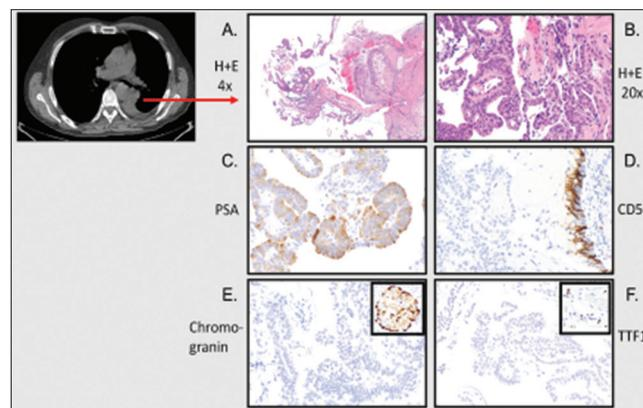 A.
H+E
4x
B.
H+E
20x
C.
PSA
D.
CD5
E.
Chromo-
granin
F.
TTF1